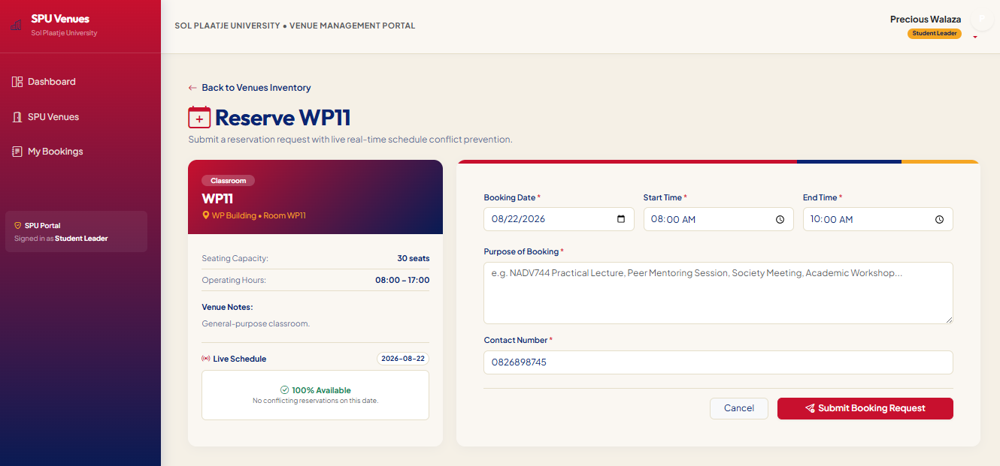 SPU Venues
Sol Plaatje University
Dashboard
SPU Venues
My Bookings
SPU Portal
Signed in as Student Leader
SOL PLAATJE UNIVERSITY • VENUE MANAGEMENT PORTAL
Precious Walaza
Student Leader
P
← Back to Venues Inventory
Reserve WP11
Submit a reservation request with live real-time schedule conflict prevention.
Classroom
WP11
WP Building • Room WP11
Seating Capacity: 30 seats
Operating Hours: 08:00 – 17:00
Venue Notes:
General-purpose classroom.
Live Schedule 2026-08-22
100% Available
No conflicting reservations on this date.
Booking Date * Start Time * End Time *
08/22/2026 08:00 AM 10:00 AM
Purpose of Booking *
e.g. NADV744 Practical Lecture, Peer Mentoring Session, Society Meeting, Academic Workshop...
Contact Number *
0826898745
Cancel Submit Booking Request